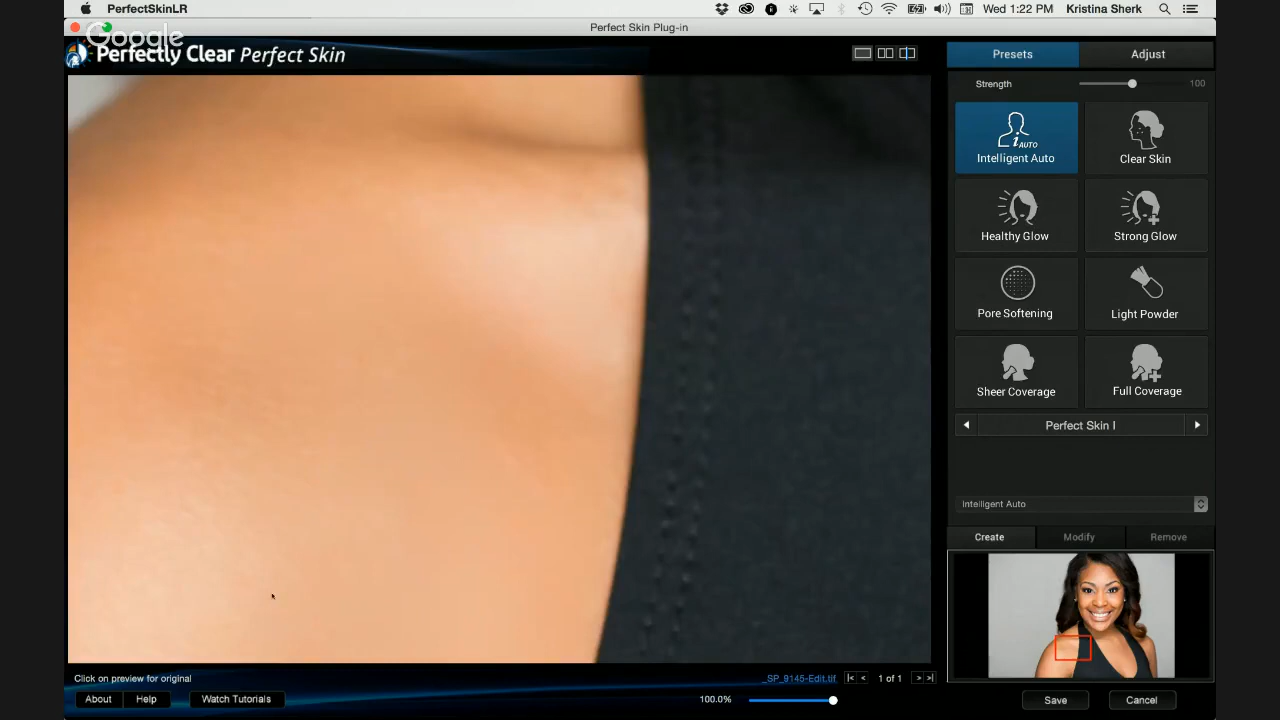 PerfectSkinLR
Wed 1:22 PM Kristina Sherk
Perfect Skin Plug-in
Google
Perfectly Clear Perfect Skin
Presets Adjust
Strength 100
iAUTO
Intelligent Auto Clear Skin
Healthy Glow Strong Glow
Pore Softening Light Powder
Sheer Coverage Full Coverage
Perfect Skin I
Intelligent Auto
Create Modify Remove
Click on preview for original _SP_9145-Edit.tif 1 of 1
About Help Watch Tutorials 100.0% Save Cancel